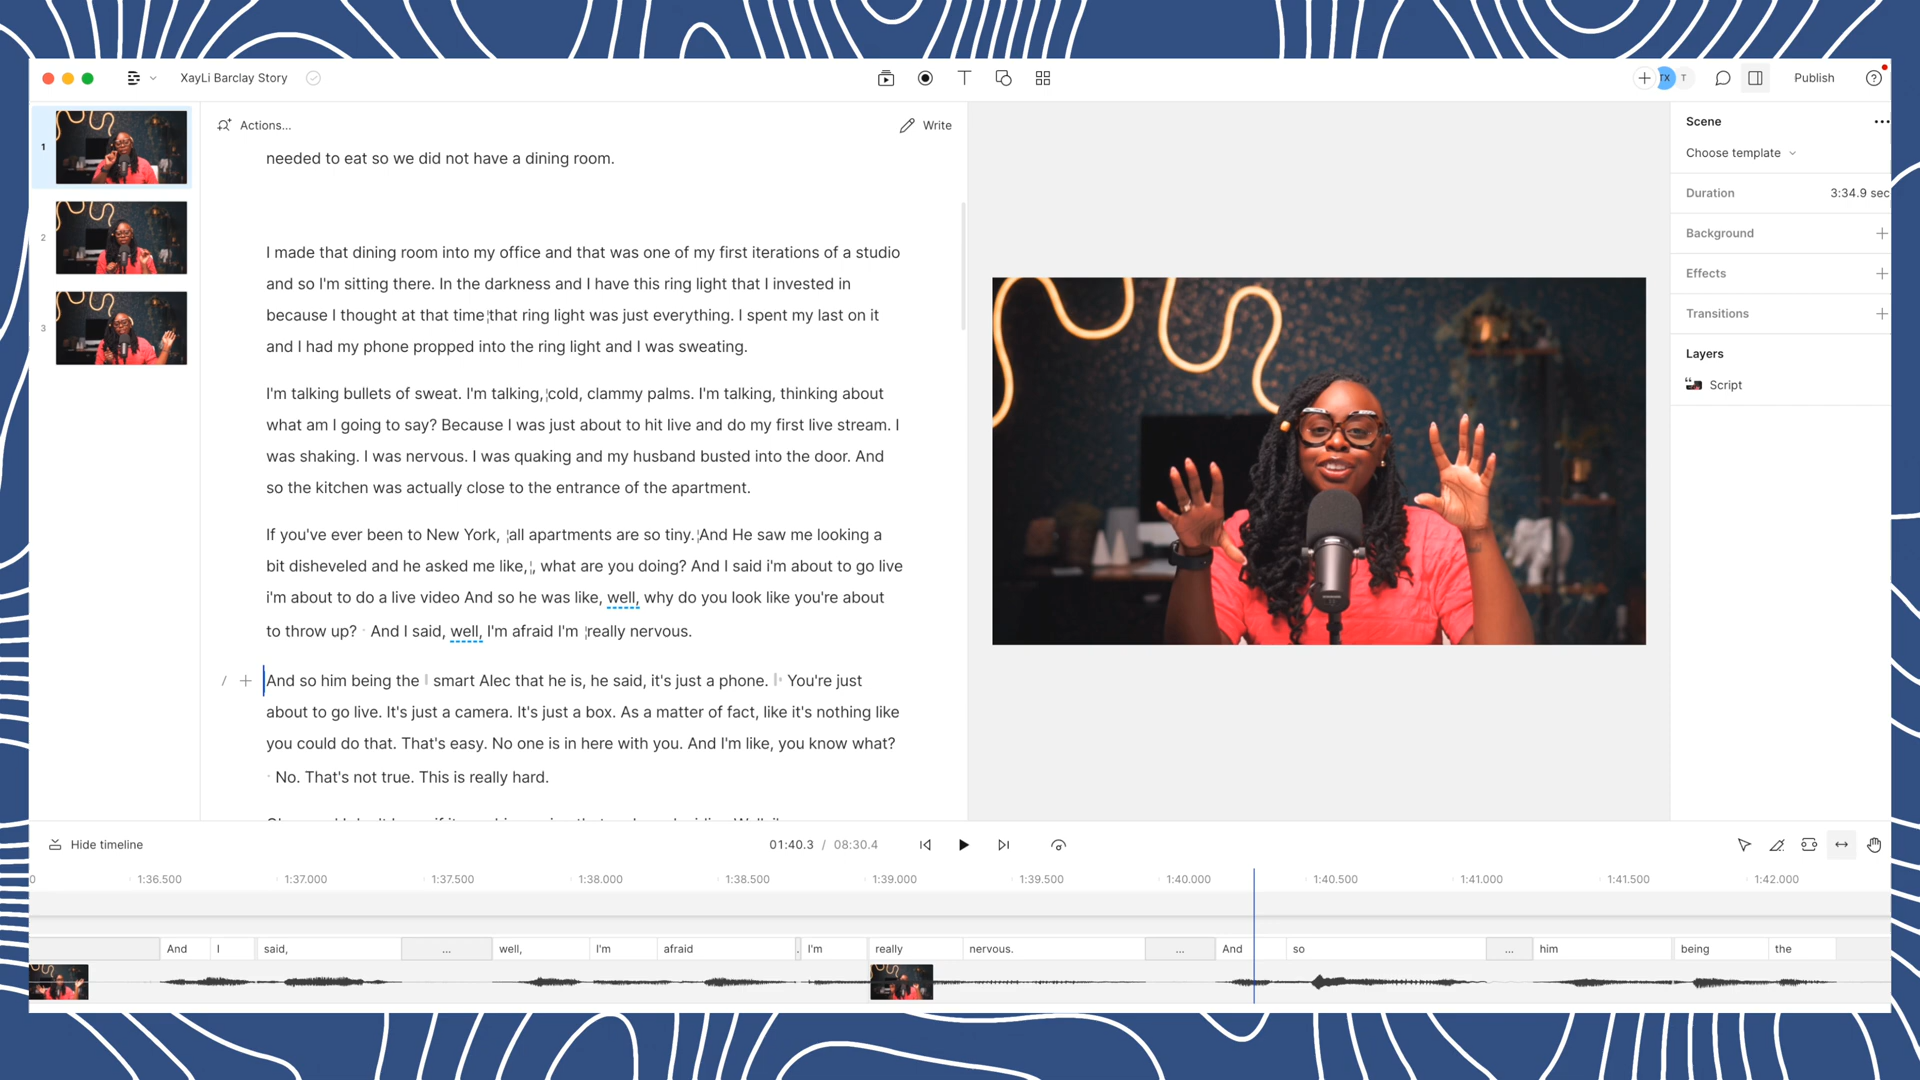 XayLi Barclay Story
TX
T
Publish
?
Actions...
Write
1
2
3
needed to eat so we did not have a dining room.
I made that dining room into my office and that was one of my first iterations of a studio
and so I'm sitting there. In the darkness and I have this ring light that I invested in
because I thought at that time that ring light was just everything. I spent my last on it
and I had my phone propped into the ring light and I was sweating.
I'm talking bullets of sweat. I'm talking, cold, clammy palms. I'm talking, thinking about
what am I going to say? Because I was just about to hit live and do my first live stream. I
was shaking. I was nervous. I was quaking and my husband busted into the door. And
so the kitchen was actually close to the entrance of the apartment.
If you've ever been to New York, all apartments are so tiny. And He saw me looking a
bit disheveled and he asked me like, , what are you doing? And I said i'm about to go live
i'm about to do a live video And so he was like, well, why do you look like you're about
to throw up? And I said, well, I'm afraid I'm really nervous.
/ + And so him being the smart Alec that he is, he said, it's just a phone. You're just
about to go live. It's just a camera. It's just a box. As a matter of fact, like it's nothing like
you could do that. That's easy. No one is in here with you. And I'm like, you know what?
No. That's not true. This is really hard.
Scene
Choose template
Duration 3:34.9 sec
Background
Effects
Transitions
Layers
Script
Hide timeline
01:40.3 / 08:30.4
0 1:36.500 1:37.000 1:37.500 1:38.000 1:38.500 1:39.000 1:39.500 1:40.000 1:40.500 1:41.000 1:41.500 1:42.000
And I said, ... well, I'm afraid . I'm really nervous. ... And so ... him being the